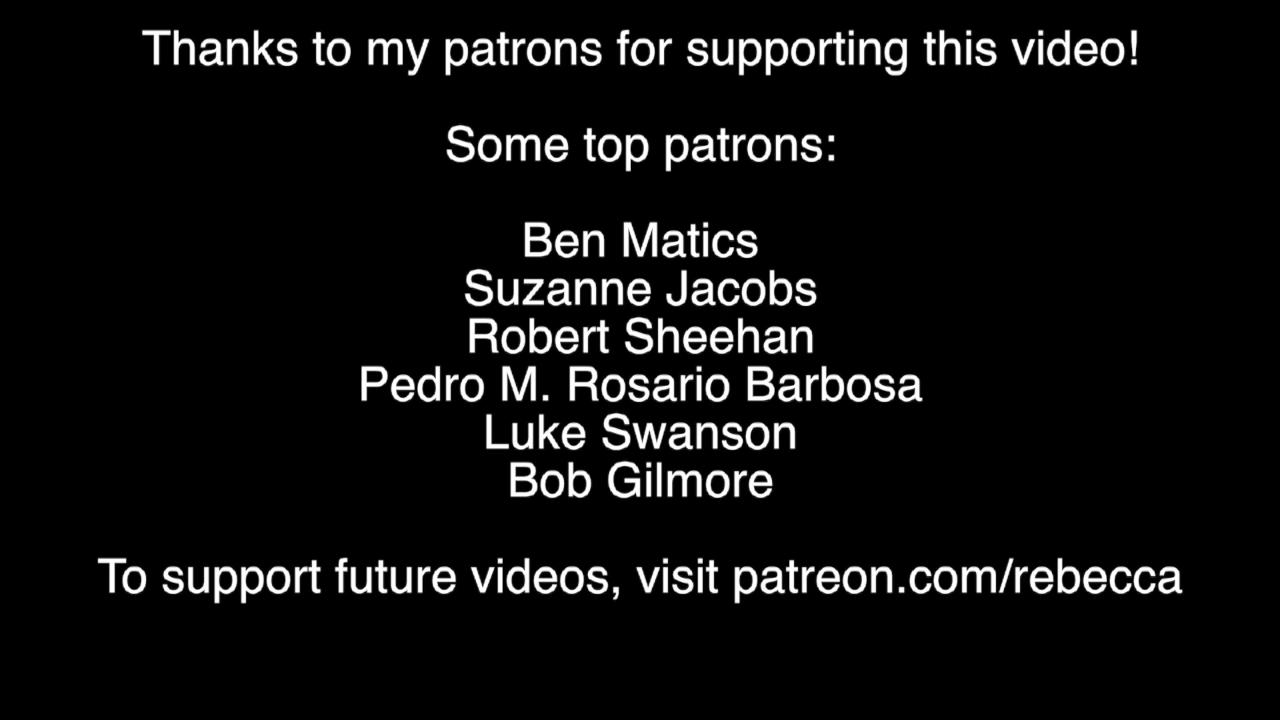 Thanks to my patrons for supporting this video!
Some top patrons:
Ben Matics
Suzanne Jacobs
Robert Sheehan
Pedro M. Rosario Barbosa
Luke Swanson
Bob Gilmore
To support future videos, visit patreon.com/rebecca